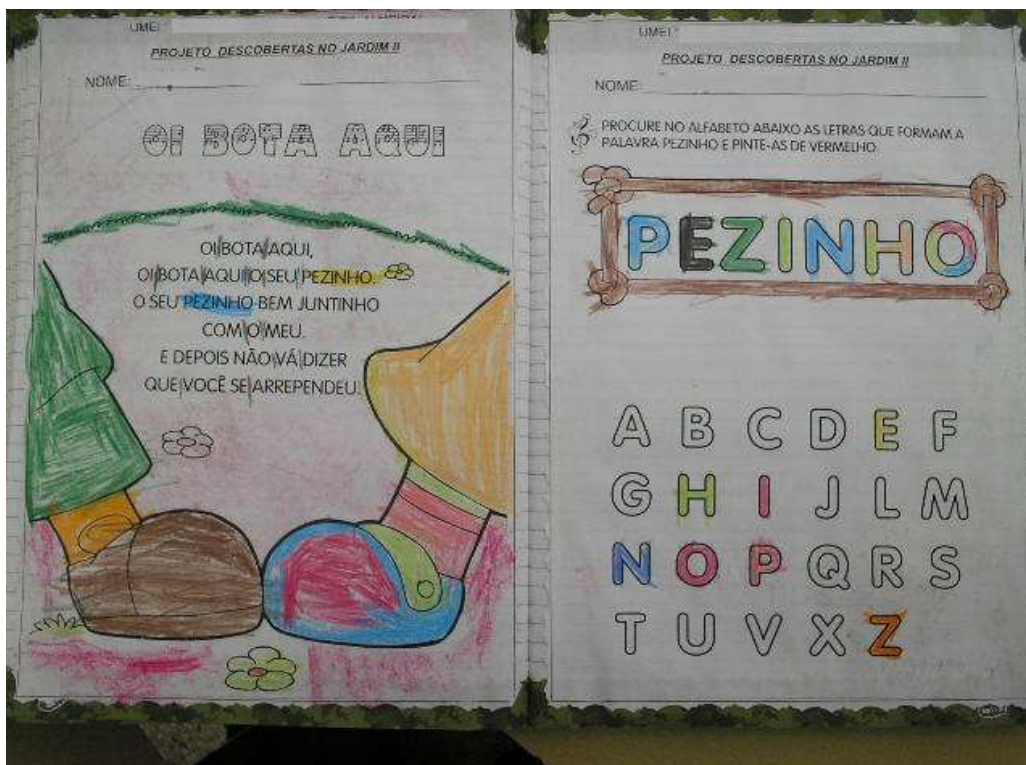 UMEI
PROJETO DESCOBERTAS NO JARDIM II
NOME:
OI BOTA AQUI
OI BOTA AQUI,
OI BOTA AQUI O SEU PEZINHO.
O SEU PEZINHO BEM JUNTINHO
COM O MEU.
E DEPOIS NÃO VÁ DIZER
QUE VOCÊ SE ARREPENDEU.
UMEI:
PROJETO DESCOBERTAS NO JARDIM II
NOME:
PROCURE NO ALFABETO ABAIXO AS LETRAS QUE FORMAM A
PALAVRA PEZINHO E PINTE-AS DE VERMELHO.
PEZINHO
A B C D E F
G H I J L M
N O P Q R S
T U V X Z